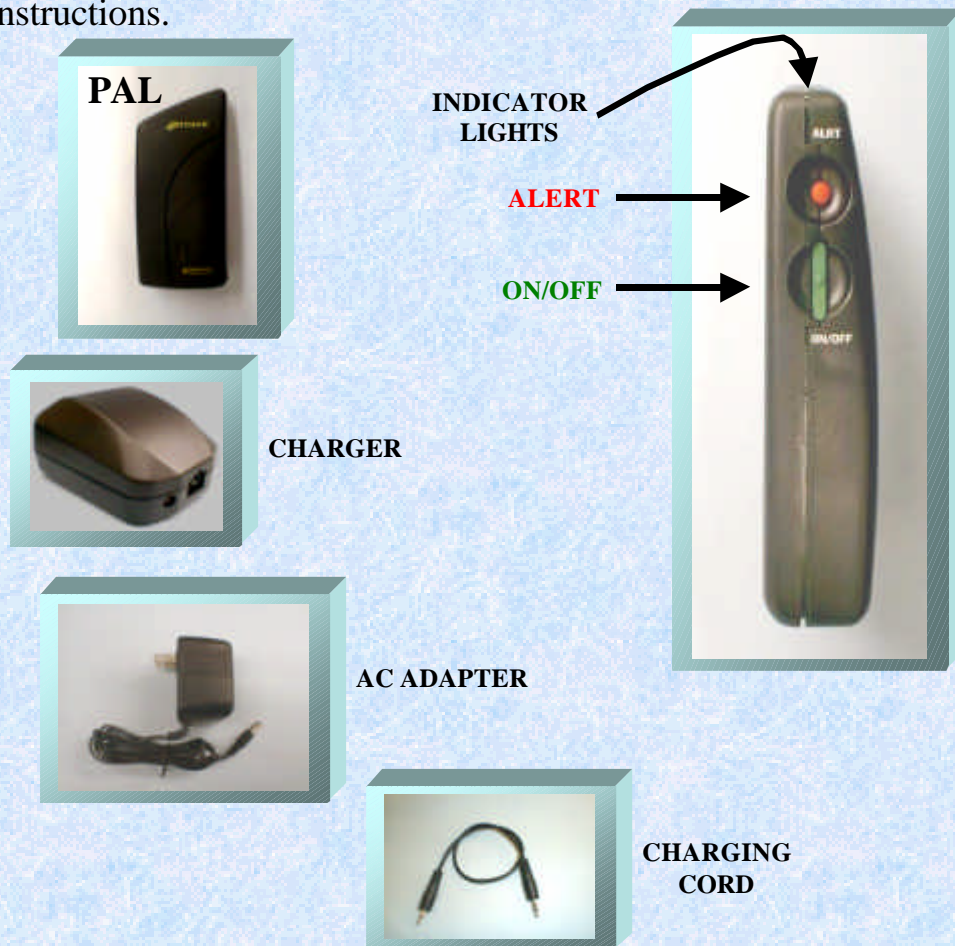 nstructions.
PAL
INDICATOR
LIGHTS
ALERT
ON/OFF
ALRT
ON/OFF
CHARGER
AC ADAPTER
CHARGING
CORD